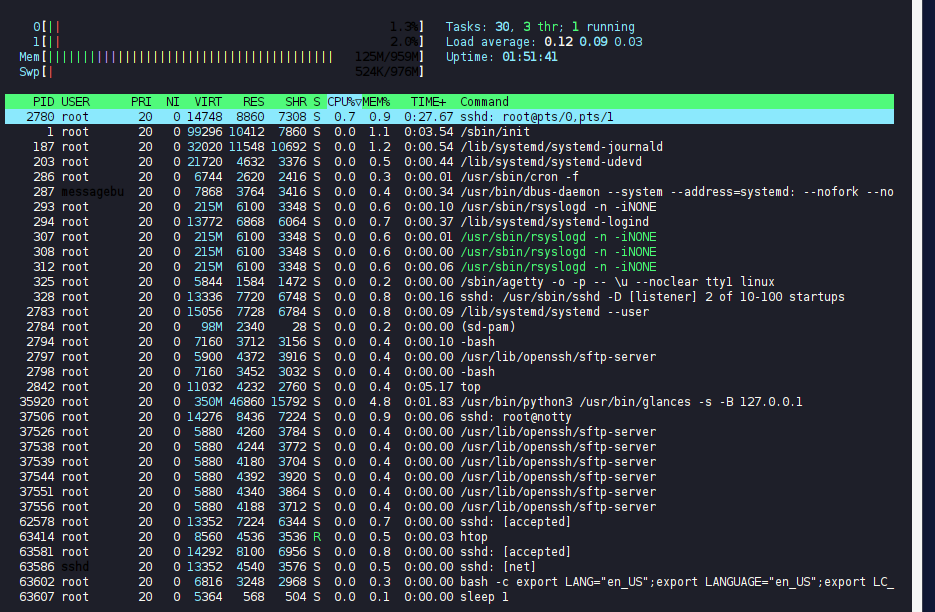 0[|| 1.3%] Tasks: 30, 3 thr; 1 running
1[|| 2.0%] Load average: 0.12 0.09 0.03
Mem[||||||||||||||||||||||||||||||||||||||||| 125M/959M] Uptime: 01:51:41
Swp[| 524K/976M]
PID USER PRI NI VIRT RES SHR S CPU%▽MEM% TIME+ Command
2780 root 20 0 14748 8860 7308 S 0.7 0.9 0:27.67 sshd: root@pts/0,pts/1
1 root 20 0 99296 10412 7860 S 0.0 1.1 0:03.54 /sbin/init
187 root 20 0 32020 11548 10692 S 0.0 1.2 0:00.54 /lib/systemd/systemd-journald
203 root 20 0 21720 4632 3376 S 0.0 0.5 0:00.44 /lib/systemd/systemd-udevd
286 root 20 0 6744 2620 2416 S 0.0 0.3 0:00.01 /usr/sbin/cron -f
287 messagebu 20 0 7868 3764 3416 S 0.0 0.4 0:00.34 /usr/bin/dbus-daemon --system --address=systemd: --nofork --no
293 root 20 0 215M 6100 3348 S 0.0 0.6 0:00.10 /usr/sbin/rsyslogd -n -iNONE
294 root 20 0 13772 6868 6064 S 0.0 0.7 0:00.37 /lib/systemd/systemd-logind
307 root 20 0 215M 6100 3348 S 0.0 0.6 0:00.01 /usr/sbin/rsyslogd -n -iNONE
308 root 20 0 215M 6100 3348 S 0.0 0.6 0:00.00 /usr/sbin/rsyslogd -n -iNONE
312 root 20 0 215M 6100 3348 S 0.0 0.6 0:00.06 /usr/sbin/rsyslogd -n -iNONE
325 root 20 0 5844 1584 1472 S 0.0 0.2 0:00.00 /sbin/agetty -o -p -- \u --noclear tty1 linux
328 root 20 0 13336 7720 6748 S 0.0 0.8 0:00.16 sshd: /usr/sbin/sshd -D [listener] 2 of 10-100 startups
2783 root 20 0 15056 7728 6784 S 0.0 0.8 0:00.09 /lib/systemd/systemd --user
2784 root 20 0 98M 2340 28 S 0.0 0.2 0:00.00 (sd-pam)
2794 root 20 0 7160 3712 3156 S 0.0 0.4 0:00.10 -bash
2797 root 20 0 5900 4372 3916 S 0.0 0.4 0:00.00 /usr/lib/openssh/sftp-server
2798 root 20 0 7160 3452 3032 S 0.0 0.4 0:00.00 -bash
2842 root 20 0 11032 4232 2760 S 0.0 0.4 0:05.17 top
35920 root 20 0 350M 46860 15792 S 0.0 4.8 0:01.83 /usr/bin/python3 /usr/bin/glances -s -B 127.0.0.1
37506 root 20 0 14276 8436 7224 S 0.0 0.9 0:00.06 sshd: root@notty
37526 root 20 0 5880 4260 3784 S 0.0 0.4 0:00.00 /usr/lib/openssh/sftp-server
37538 root 20 0 5880 4244 3772 S 0.0 0.4 0:00.00 /usr/lib/openssh/sftp-server
37539 root 20 0 5880 4180 3704 S 0.0 0.4 0:00.00 /usr/lib/openssh/sftp-server
37544 root 20 0 5880 4392 3920 S 0.0 0.4 0:00.00 /usr/lib/openssh/sftp-server
37551 root 20 0 5880 4340 3864 S 0.0 0.4 0:00.00 /usr/lib/openssh/sftp-server
37556 root 20 0 5880 4188 3712 S 0.0 0.4 0:00.00 /usr/lib/openssh/sftp-server
62578 root 20 0 13352 7224 6344 S 0.0 0.7 0:00.00 sshd: [accepted]
63414 root 20 0 8560 4536 3536 R 0.0 0.5 0:00.03 htop
63581 root 20 0 14292 8100 6956 S 0.0 0.8 0:00.00 sshd: [accepted]
63586 sshd 20 0 13352 4540 3576 S 0.0 0.5 0:00.00 sshd: [net]
63602 root 20 0 6816 3248 2968 S 0.0 0.3 0:00.00 bash -c export LANG="en_US";export LANGUAGE="en_US";export LC_
63607 root 20 0 5364 568 504 S 0.0 0.1 0:00.00 sleep 1